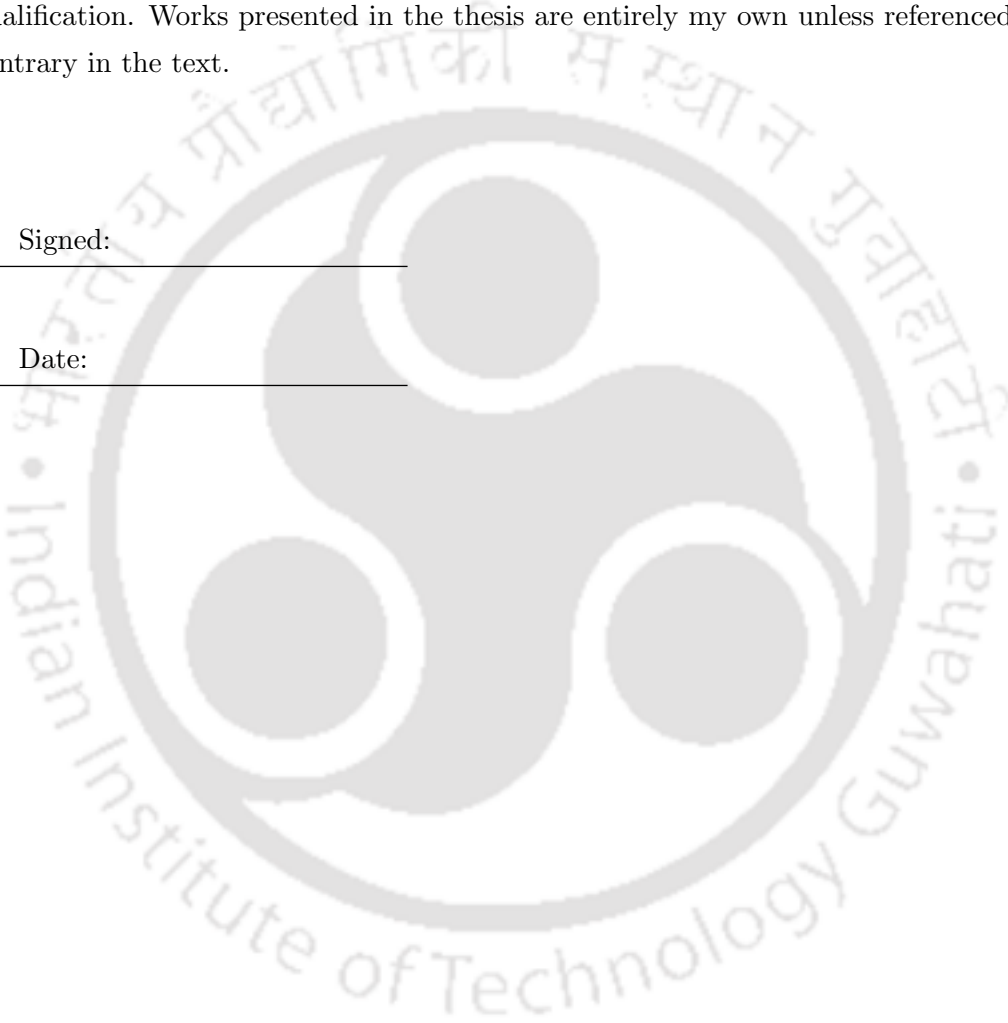 alification. Works presented in the thesis are entirely my own unless referenced
ntrary in the text.
Signed:
Date:
भारतीय प्रौद्योगिकी संस्थान गुवाहाटी
• Indian Institute of Technology Guwahati •